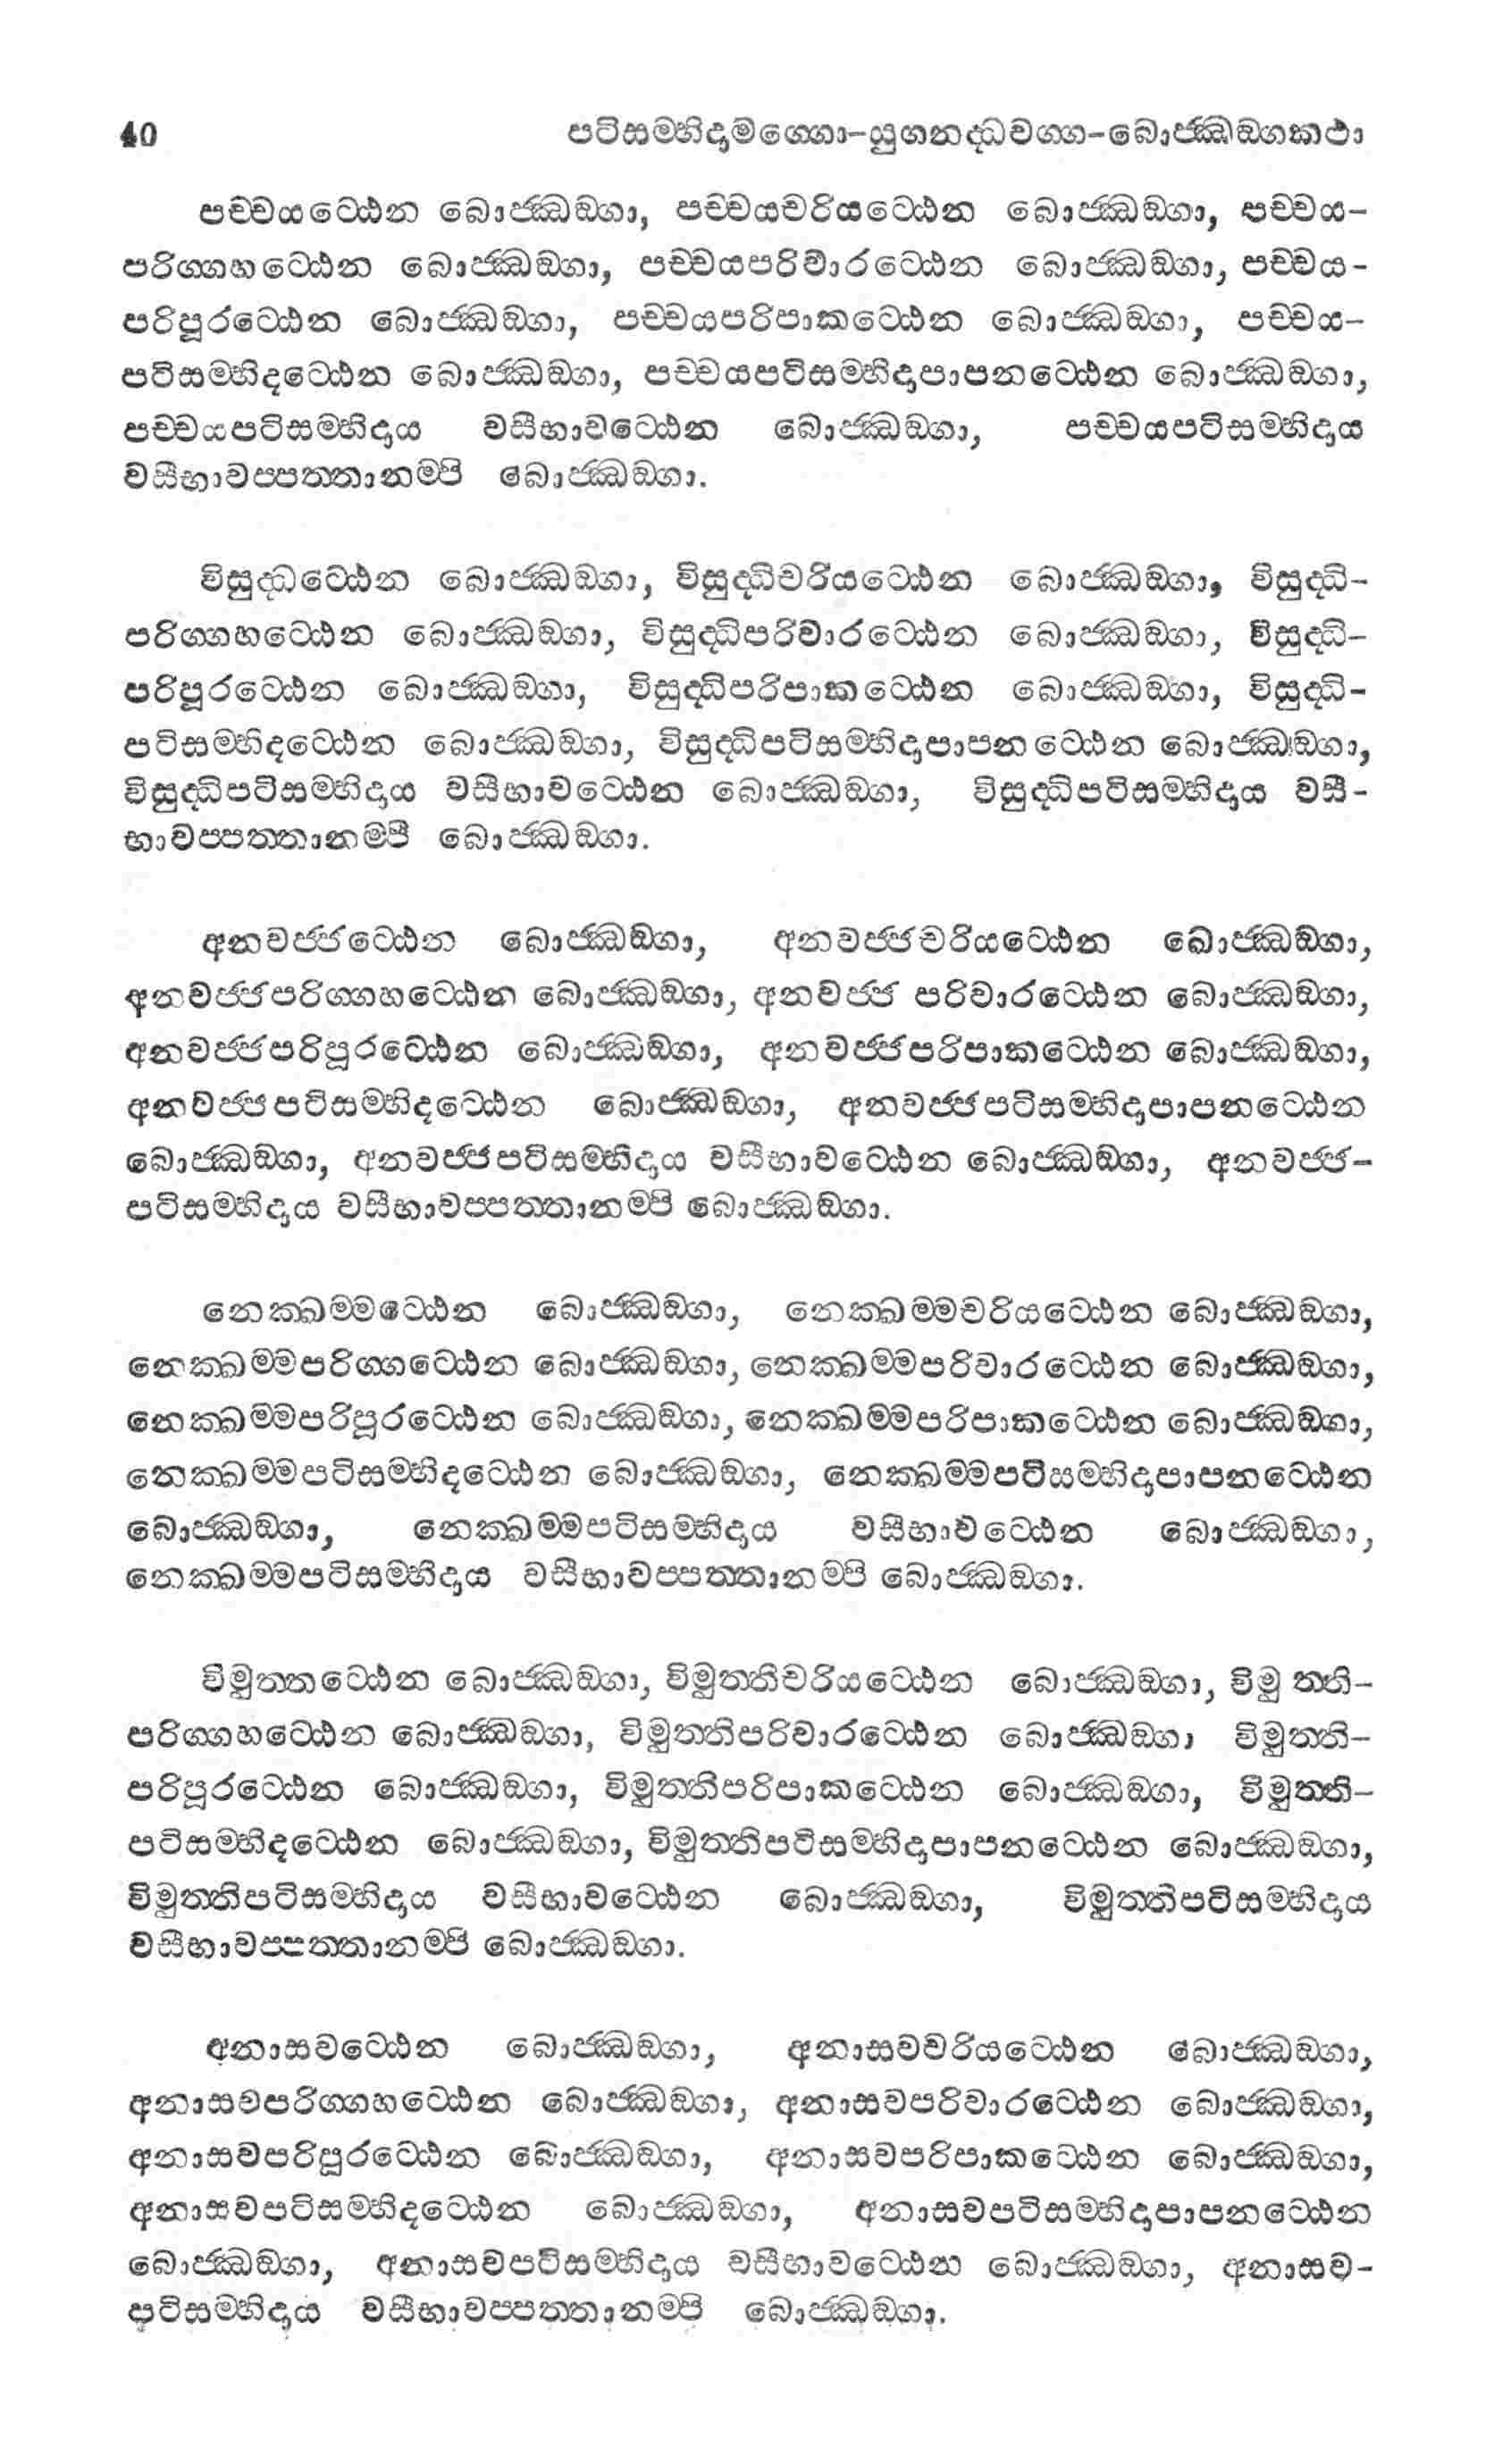 40 පටිසම්භිදාමග්ගො-යුගනද්ධවග්ග-බොජ්ඣඞ්ගකථා
පච්චයට්ඨෙන බොජ්ඣඞ්ගා, පච්චයචරියට්ඨෙන බොජ්ඣඞ්ගා, පච්චය-
පරිග්ගහට්ඨෙන බොජ්ඣඞ්ගා, පච්චයපරිවාරට්ඨෙන බොජ්ඣඞ්ගා, පච්චය-
පරිපූරට්ඨෙන බොජ්ඣඞ්ගා, පච්චයපරිපාකට්ඨෙන බොජ්ඣඞ්ගා, පච්චය-
පටිසම්භිදට්ඨෙන බොජ්ඣඞ්ගා, පච්චයපටිසම්භිදාපාපනට්ඨෙන බොජ්ඣඞ්ගා,
පච්චයපටිසම්භිදාය වසීභාවට්ඨෙන බොජ්ඣඞ්ගා, පච්චයපටිසම්භිදාය
වසීභාවප්පත්තානම්පි බොජ්ඣඞ්ගා.
විසුද්ධට්ඨෙන බොජ්ඣඞ්ගා, විසුද්ධිචරියට්ඨෙන බොජ්ඣඞ්ගා, විසුද්ධි-
පරිග්ගහට්ඨෙන බොජ්ඣඞ්ගා, විසුද්ධිපරිවාරට්ඨෙන බොජ්ඣඞ්ගා, විසුද්ධි-
පරිපූරට්ඨෙන බොජ්ඣඞ්ගා, විසුද්ධිපරිපාකට්ඨෙන බොජ්ඣඞ්ගා, විසුද්ධි-
පටිසම්භිදට්ඨෙන බොජ්ඣඞ්ගා, විසුද්ධිපටිසම්භිදාපාපනට්ඨෙන බොජ්ඣඞ්ගා,
විසුද්ධිපටිසම්භිදාය වසීභාවට්ඨෙන බොජ්ඣඞ්ගා, විසුද්ධිපටිසම්භිදාය වසී-
භාවප්පත්තානම්පි බොජ්ඣඞ්ගා.
අනවජ්ජට්ඨෙන බොජ්ඣඞ්ගා, අනවජ්ජචරියට්ඨෙන බොජ්ඣඞ්ගා,
අනවජ්ජපරිග්ගහට්ඨෙන බොජ්ඣඞ්ගා, අනවජ්ජ පරිවාරට්ඨෙන බොජ්ඣඞ්ගා,
අනවජ්ජපරිපූරට්ඨෙන බොජ්ඣඞ්ගා, අනවජ්ජපරිපාකට්ඨෙන බොජ්ඣඞ්ගා,
අනවජ්ජපටිසම්භිදට්ඨෙන බොජ්ඣඞ්ගා, අනවජ්ජපටිසම්භිදාපාපනට්ඨෙන
බොජ්ඣඞ්ගා, අනවජ්ජපටිසම්භිදාය වසීභාවට්ඨෙන බොජ්ඣඞ්ගා, අනවජ්ජ-
පටිසම්භිදාය වසීභාවප්පත්තානම්පි බොජ්ඣඞ්ගා.
නෙක්ඛම්මට්ඨෙන බොජ්ඣඞ්ගා, නෙක්ඛම්මචරියට්ඨෙන බොජ්ඣඞ්ගා,
නෙක්ඛම්මපරිග්ගට්ඨෙන බොජ්ඣඞ්ගා, නෙක්ඛම්මපරිවාරට්ඨෙන බොජ්ඣඞ්ගා,
නෙක්ඛම්මපරිපූරට්ඨෙන බොජ්ඣඞ්ගා, නෙක්ඛම්මපරිපාකට්ඨෙන බොජ්ඣඞ්ගා,
නෙක්ඛම්මපටිසම්භිදට්ඨෙන බොජ්ඣඞ්ගා, නෙක්ඛම්මපටිසම්භිදාපාපනට්ඨෙන
බොජ්ඣඞ්ගා, නෙක්ඛම්මපටිසම්භිදාය වසීභාවට්ඨෙන බොජ්ඣඞ්ගා,
නෙක්ඛම්මපටිසම්භිදාය වසීභාවප්පත්තානම්පි බොජ්ඣඞ්ගා.
විමුත්තට්ඨෙන බොජ්ඣඞ්ගා, විමුත්තිචරියට්ඨෙන බොජ්ඣඞ්ගා, විමු ත්ති-
පරිග්ගහට්ඨෙන බොජ්ඣඞ්ගා, විමුත්තිපරිවාරට්ඨෙන බොජ්ඣඞ්ගා විමුත්ති-
පරිපූරට්ඨෙන බොජ්ඣඞ්ගා, විමුත්තිපරිපාකට්ඨෙන බොජ්ඣඞ්ගා, විමුත්ති-
පටිසම්භිදට්ඨෙන බොජ්ඣඞ්ගා, විමුත්තිපටිසම්භිදාපාපනට්ඨෙන බොජ්ඣඞ්ගා,
විමුත්තිපටිසම්භිදාය වසීභාවට්ඨෙන බොජ්ඣඞ්ගා, විමුත්තිපටිසම්භිදාය
වසීභාවප්පත්තානම්පි බොජ්ඣඞ්ගා.
අනාසවට්ඨෙන බොජ්ඣඞ්ගා, අනාසවචරියට්ඨෙන බොජ්ඣඞ්ගා,
අනාසවපරිග්ගහට්ඨෙන බොජ්ඣඞ්ගා, අනාසවපරිවාරට්ඨෙන බොජ්ඣඞ්ගා,
අනාසවපරිපූරට්ඨෙන බොජ්ඣඞ්ගා, අනාසවපරිපාකට්ඨෙන බොජ්ඣඞ්ගා,
අනාසවපටිසම්භිදට්ඨෙන බොජ්ඣඞ්ගා, අනාසවපටිසම්භිදාපාපනට්ඨෙන
බොජ්ඣඞ්ගා, අනාසවපටිසම්භිදාය වසීභාවට්ඨෙන බොජ්ඣඞ්ගා, අනාසව-
පටිසම්භිදාය වසීභාවප්පත්තානම්පි බොජ්ඣඞ්ගා.